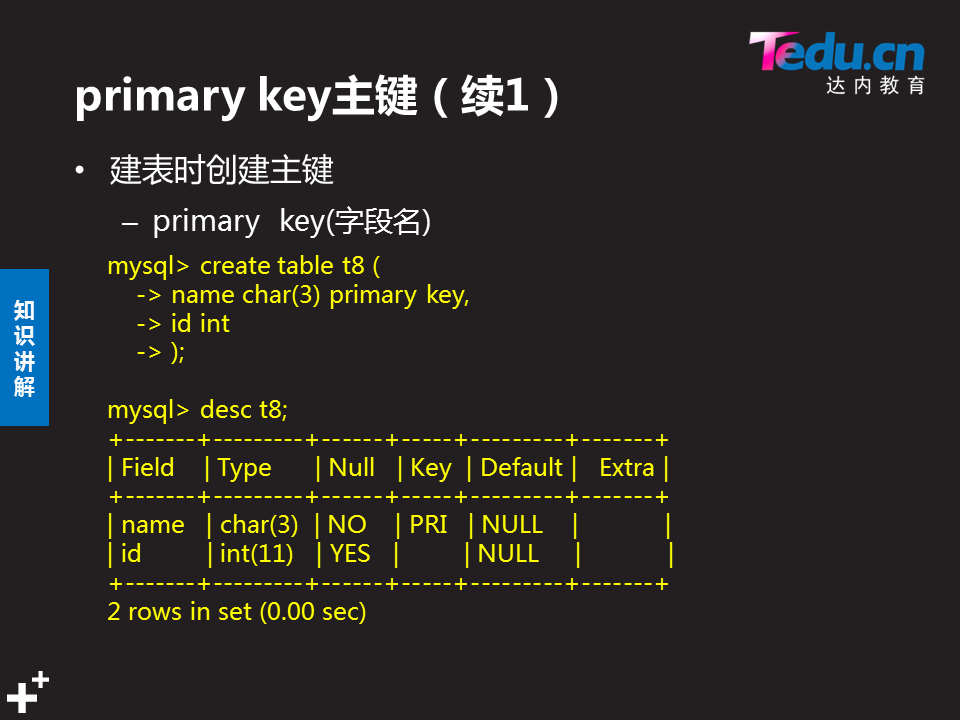 Tedu.cn
达内教育
primary key主键（续1）
• 建表时创建主键
– primary key(字段名)
mysql> create table t8 (
-> name char(3) primary key,
-> id int
-> );
知识讲解
mysql> desc t8;
+-------+---------+------+-----+---------+-------+
| Field | Type | Null | Key | Default | Extra |
+-------+---------+------+-----+---------+-------+
| name | char(3) | NO | PRI | NULL | |
| id | int(11) | YES | | NULL | |
+-------+---------+------+-----+---------+-------+
2 rows in set (0.00 sec)